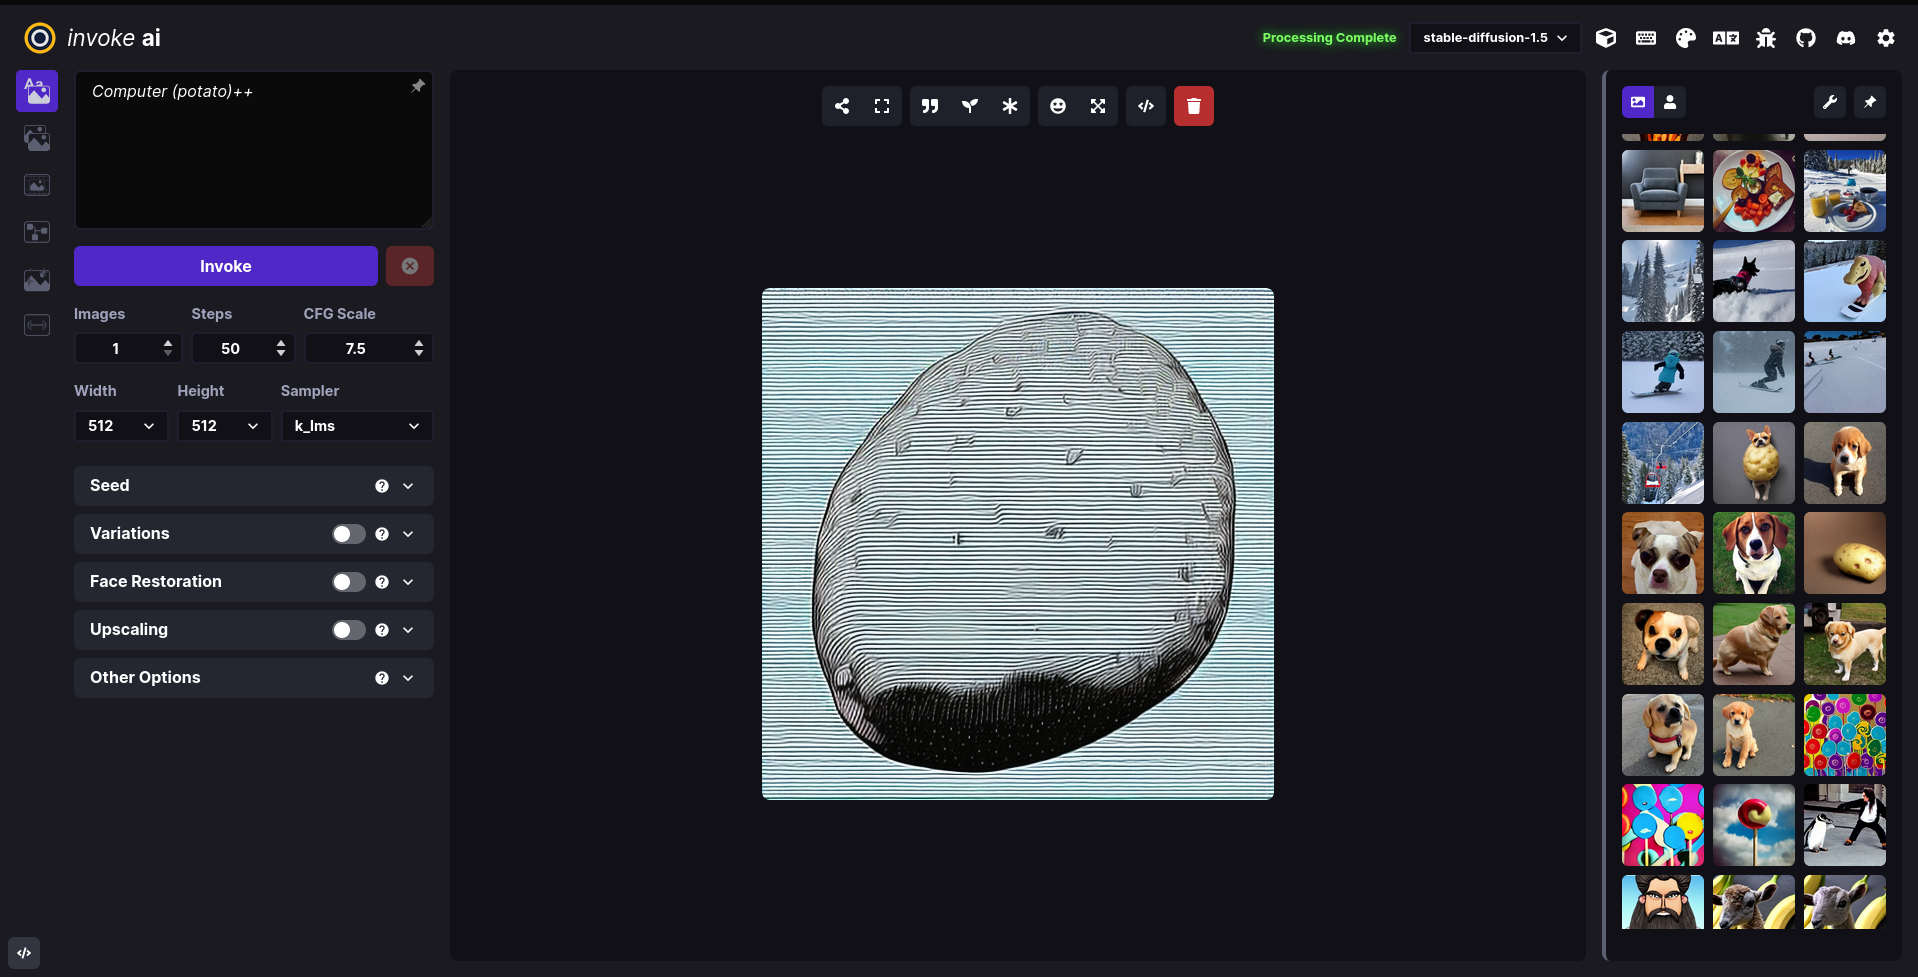 invoke ai
Processing Complete
stable-diffusion-1.5
Computer (potato)++
Invoke
Images Steps CFG Scale
1 50 7.5
Width Height Sampler
512 512 k_lms
Seed
Variations
Face Restoration
Upscaling
Other Options